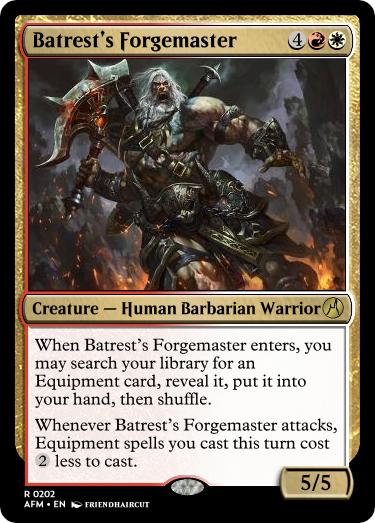 Batrest's Forgemaster 4
Creature — Human Barbarian Warrior
When Batrest's Forgemaster enters, you
may search your library for an
Equipment card, reveal it, put it into
your hand, then shuffle.
Whenever Batrest's Forgemaster attacks,
Equipment spells you cast this turn cost
2 less to cast.
5/5
R 0202
AFM • EN FRIENDHAIRCUT